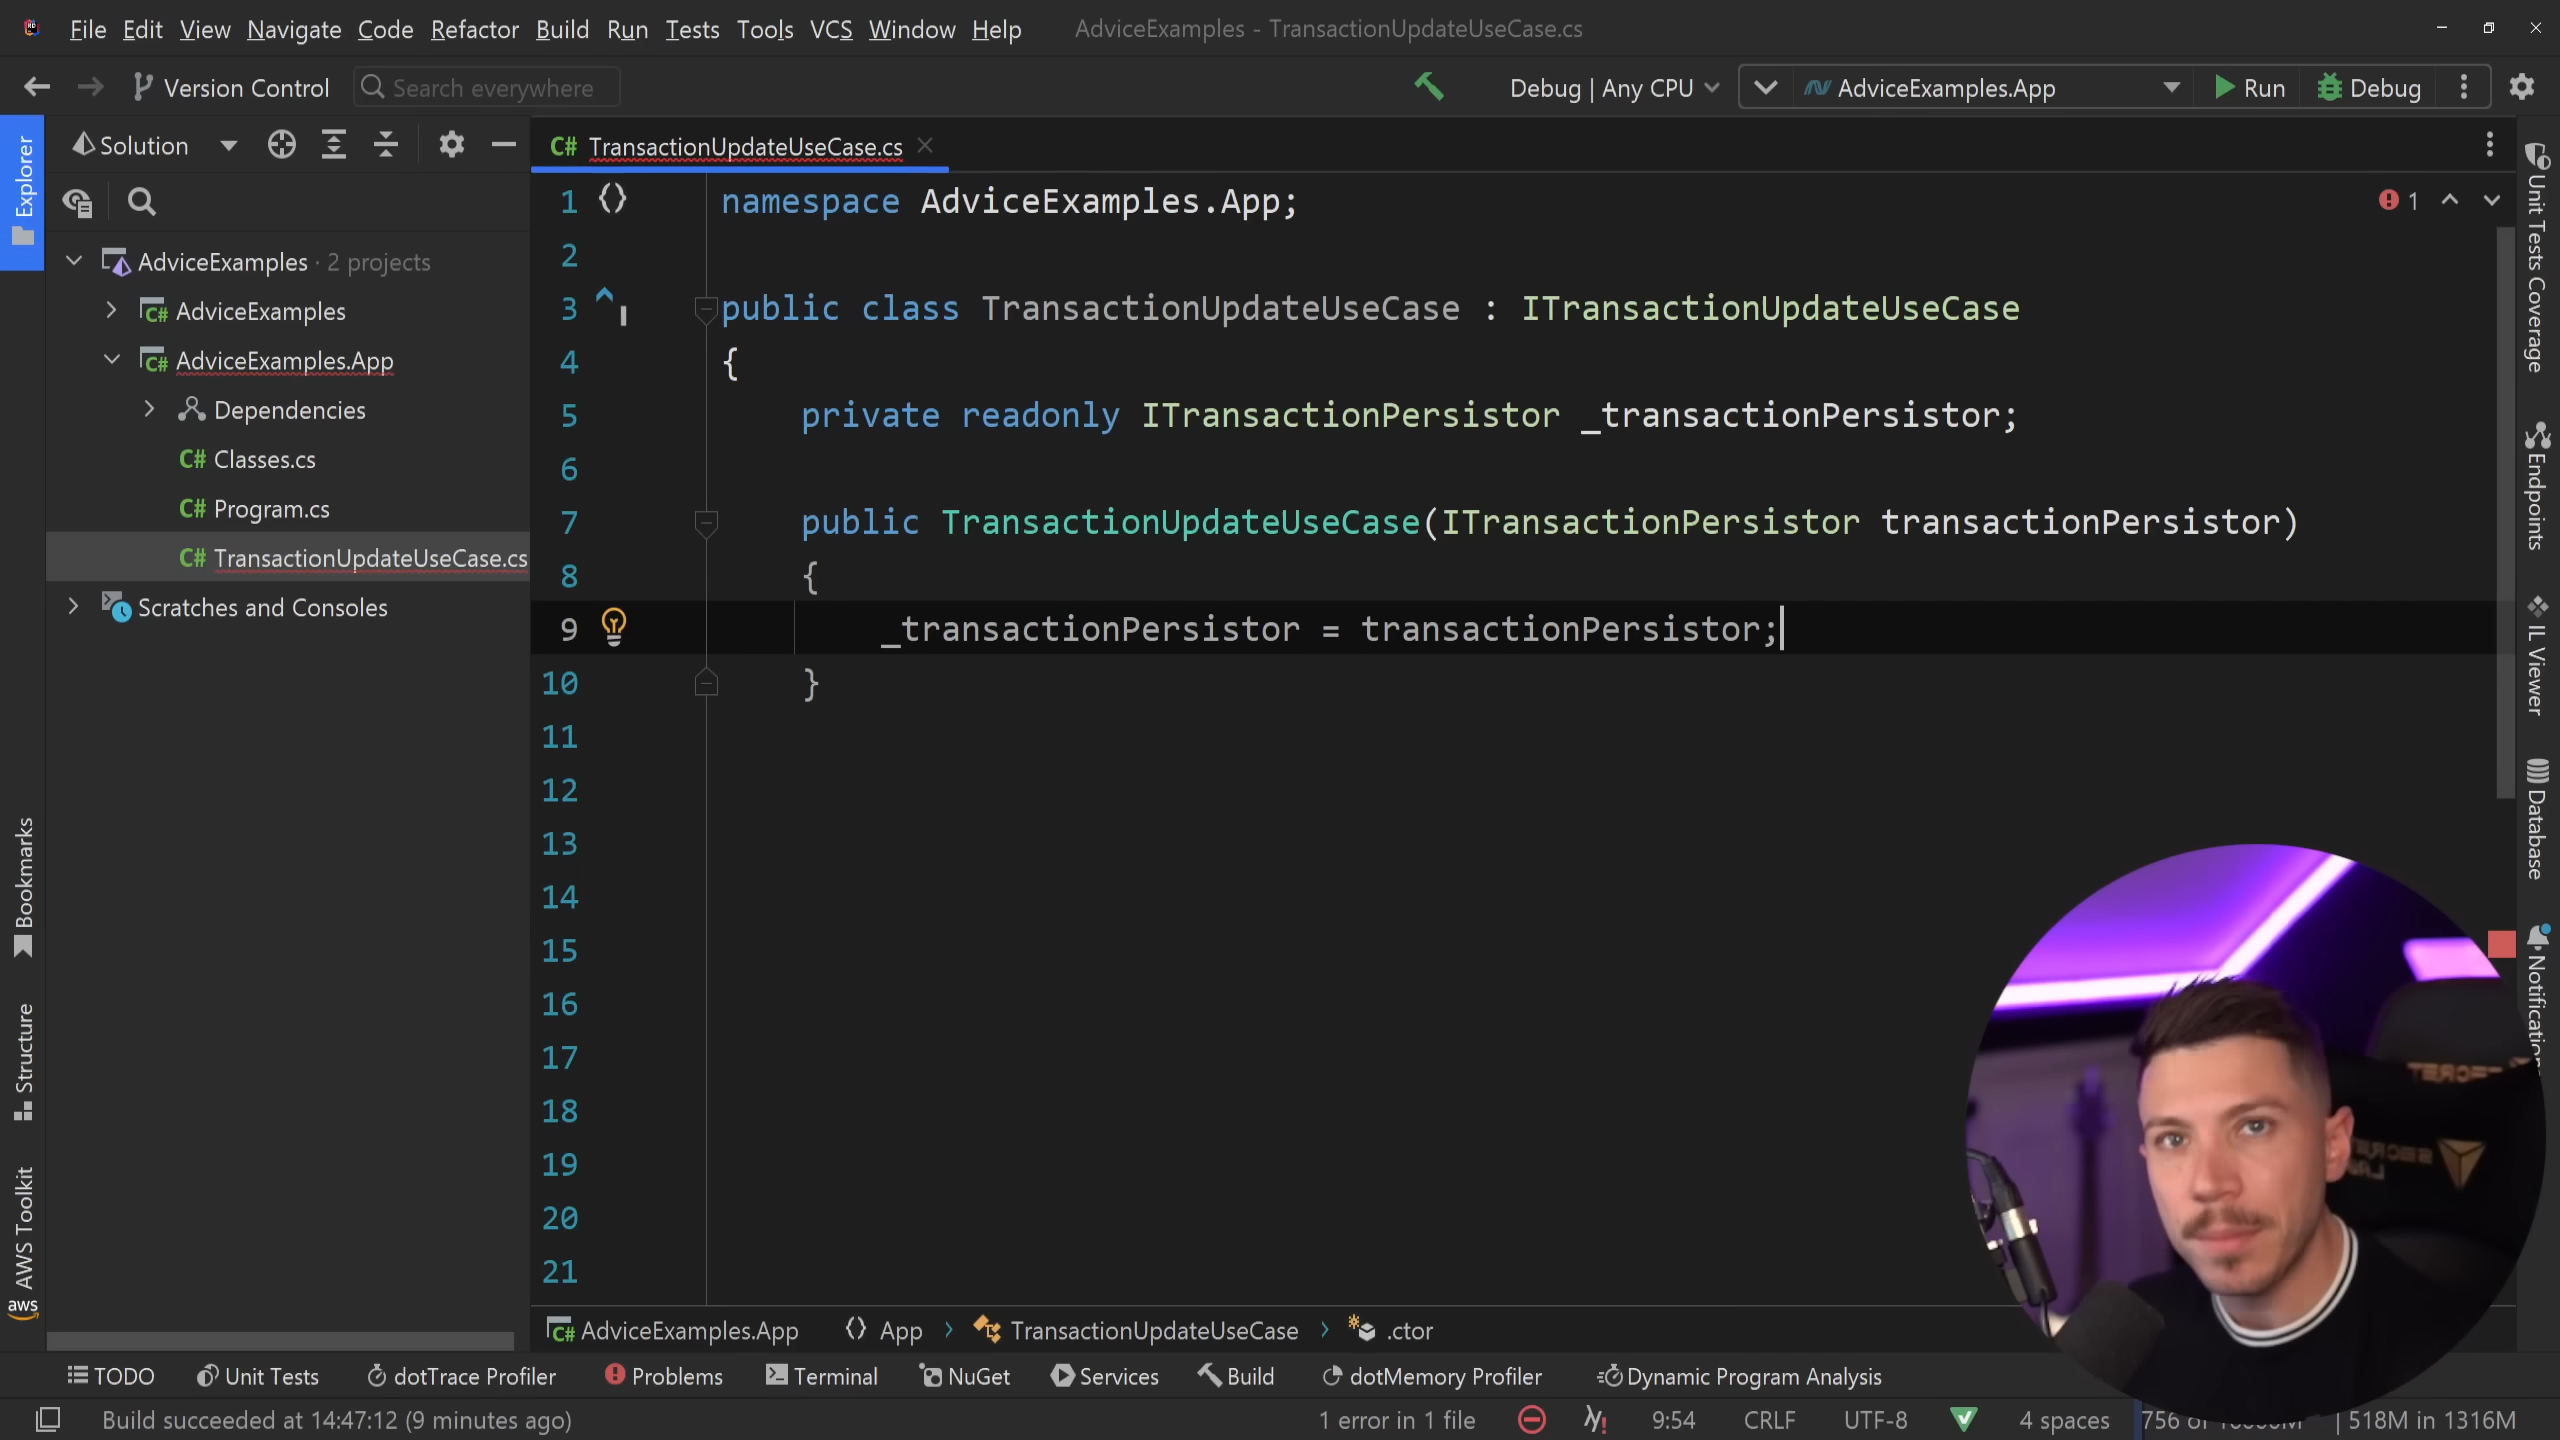 File Edit View Navigate Code Refactor Build Run Tests Tools VCS Window Help AdviceExamples - TransactionUpdateUseCase.cs
Version Control Search everywhere Debug | Any CPU AdviceExamples.App Run Debug
Explorer
Solution
AdviceExamples · 2 projects
C# AdviceExamples
C# AdviceExamples.App
Dependencies
C# Classes.cs
C# Program.cs
C# TransactionUpdateUseCase.cs
Scratches and Consoles
Bookmarks
Structure
AWS Toolkit
aws
C# TransactionUpdateUseCase.cs
1
1 namespace AdviceExamples.App;
2
3 public class TransactionUpdateUseCase : ITransactionUpdateUseCase
4 {
5 private readonly ITransactionPersistor _transactionPersistor;
6
7 public TransactionUpdateUseCase(ITransactionPersistor transactionPersistor)
8 {
9 _transactionPersistor = transactionPersistor;
10 }
11
12
13
14
15
16
17
18
19
20
21
Unit Tests Coverage
Endpoints
IL Viewer
Database
C# AdviceExamples.App {} App > TransactionUpdateUseCase > .ctor
TODO Unit Tests dotTrace Profiler Problems Terminal NuGet Services Build dotMemory Profiler Dynamic Program Analysis
Build succeeded at 14:47:12 (9 minutes ago) 1 error in 1 file 9:54 CRLF UTF-8 4 spaces 518M in 1316M